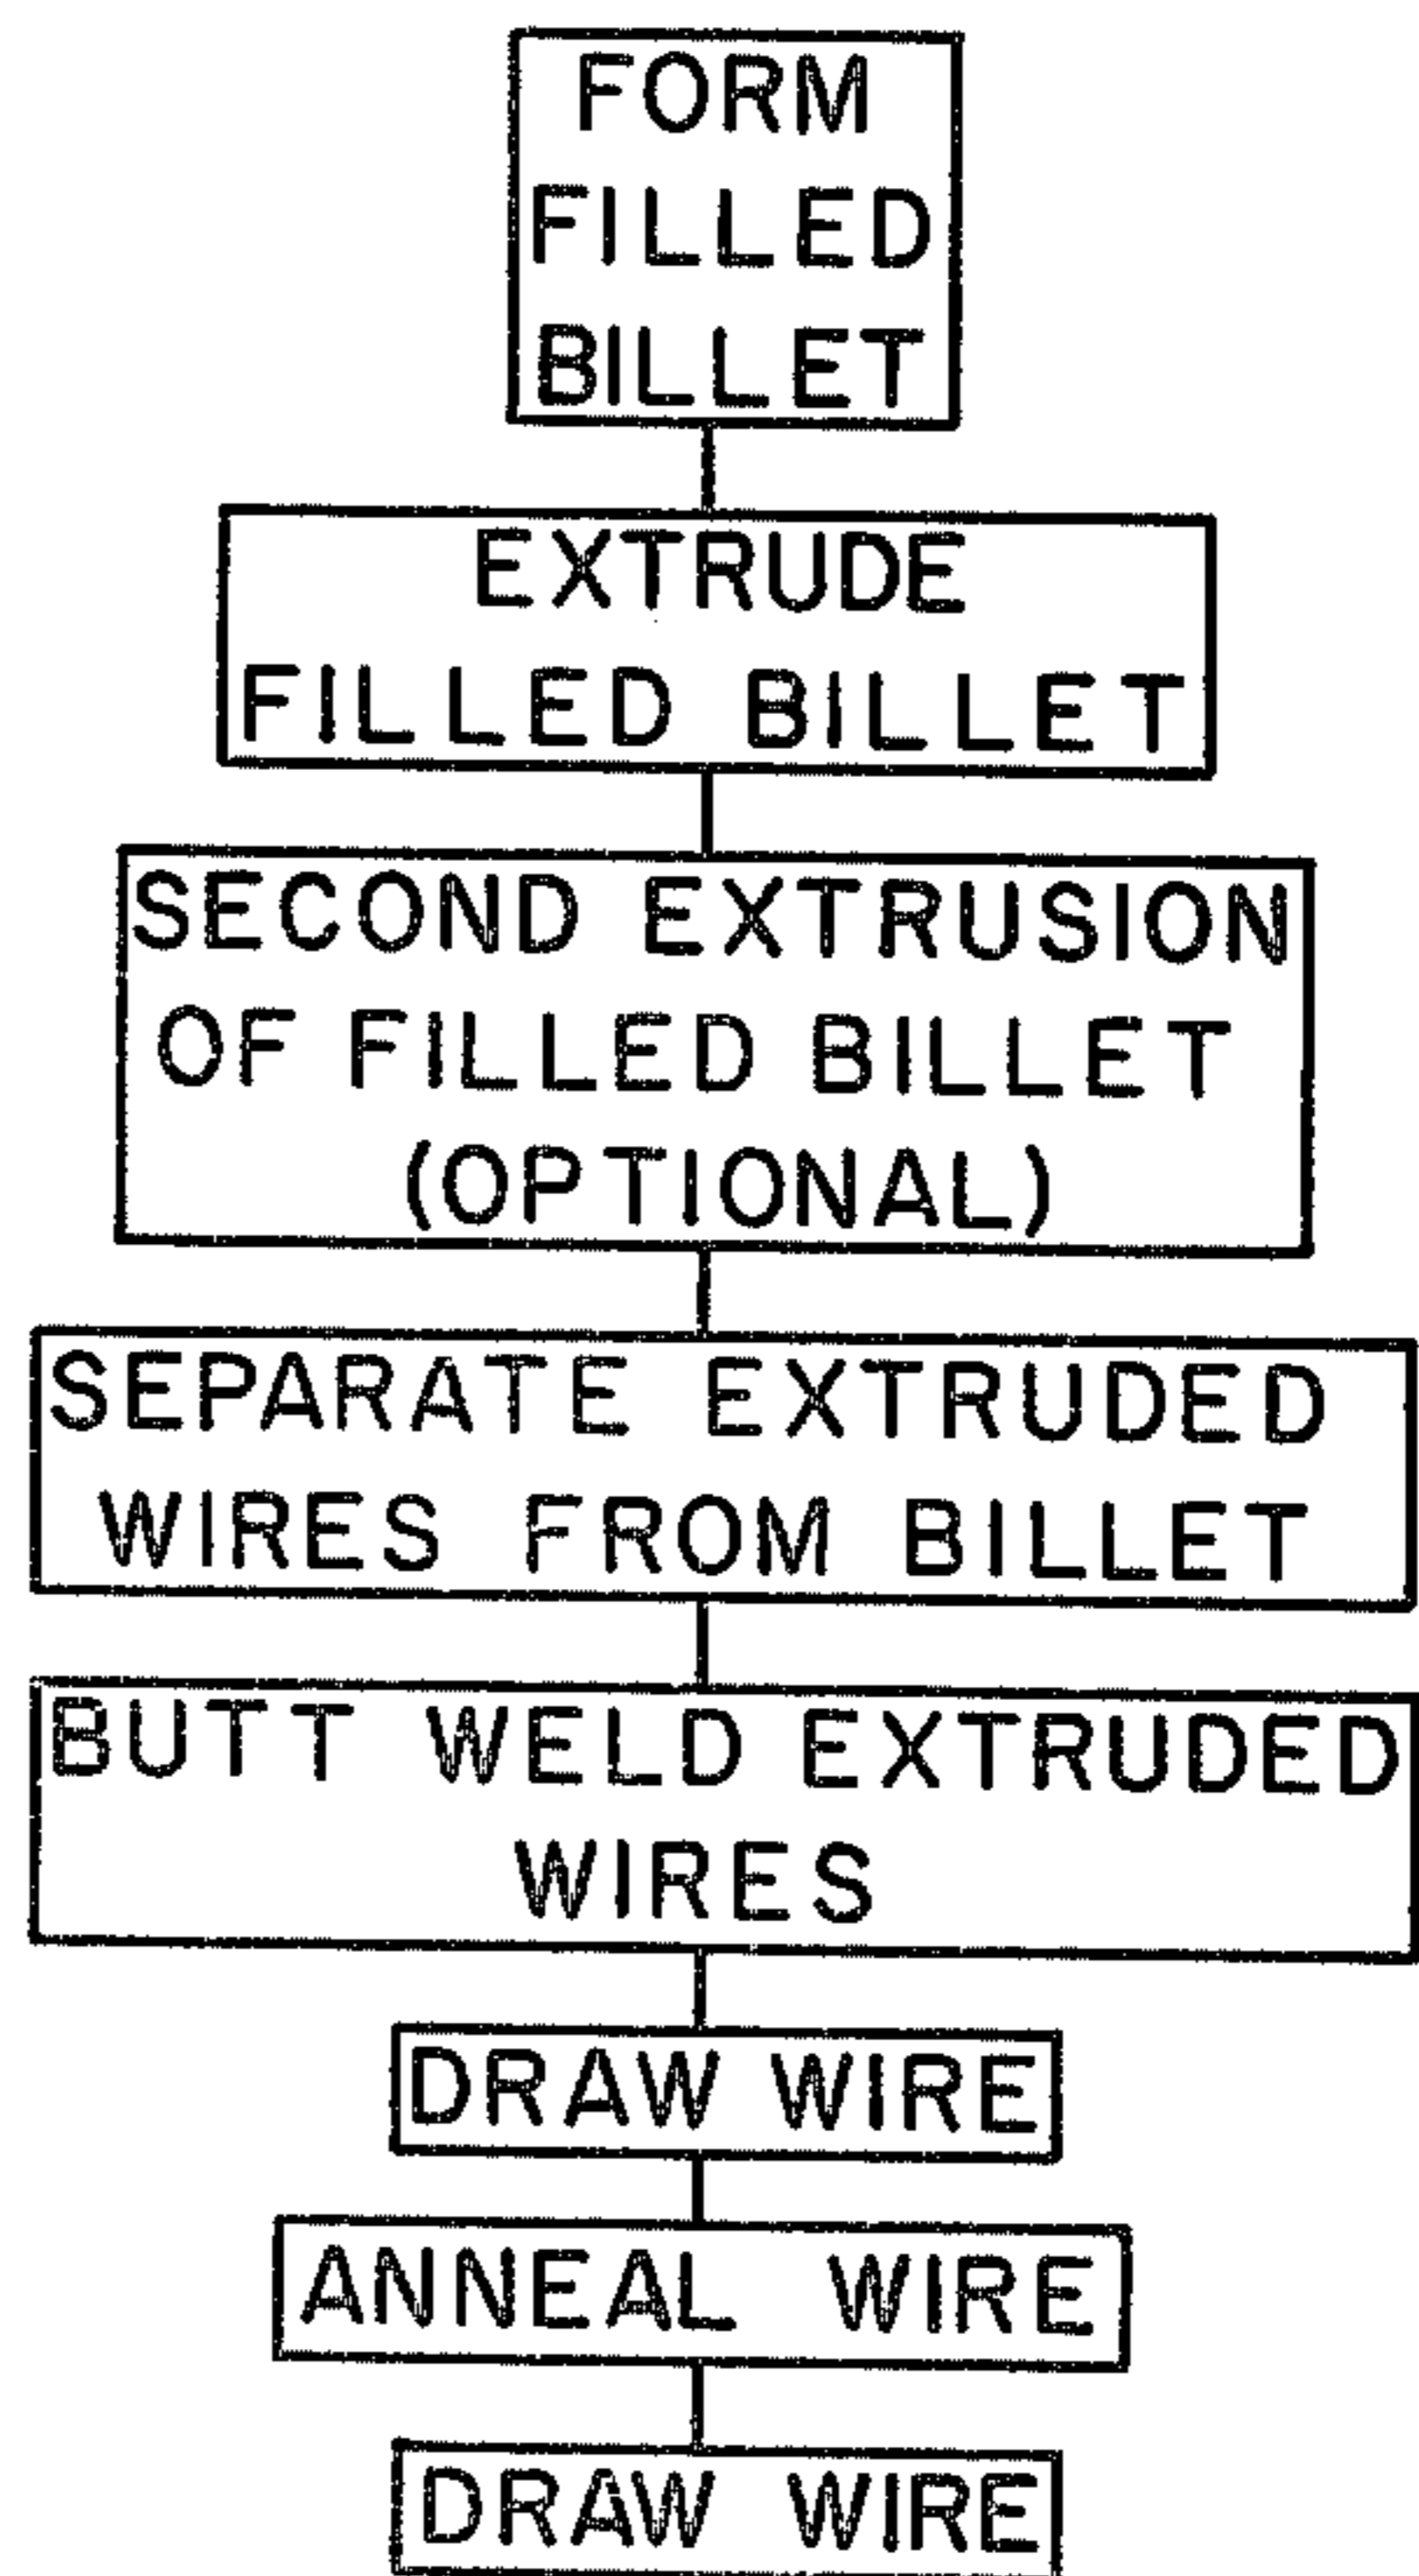 FORM
FILLED
BILLET
EXTRUDE
FILLED BILLET
SECOND EXTRUSION
OF FILLED BILLET
(OPTIONAL)
SEPARATE EXTRUDED
WIRES FROM BILLET
BUTT WELD EXTRUDED
WIRES
DRAW WIRE
ANNEAL WIRE
DRAW WIRE